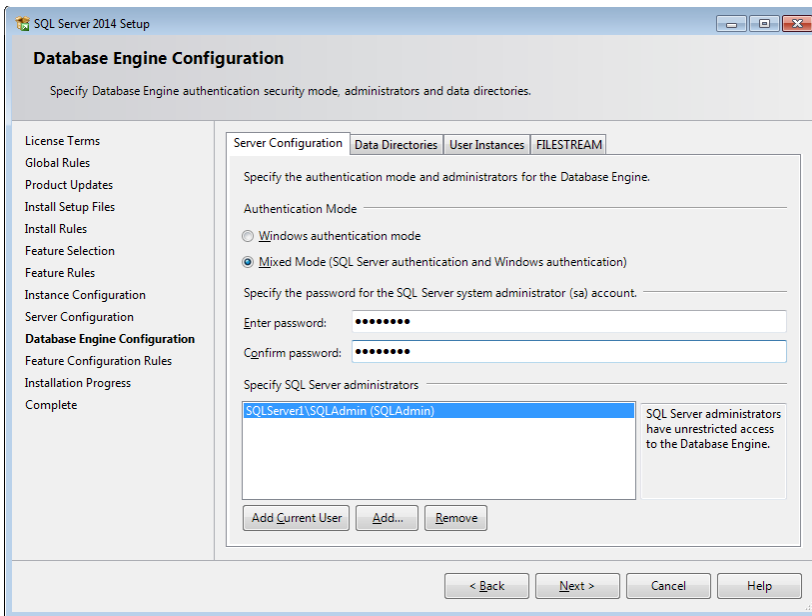 SQL Server 2014 Setup
Database Engine Configuration
Specify Database Engine authentication security mode, administrators and data directories.
License Terms
Global Rules
Product Updates
Install Setup Files
Install Rules
Feature Selection
Feature Rules
Instance Configuration
Server Configuration
Database Engine Configuration
Feature Configuration Rules
Installation Progress
Complete
Server Configuration Data Directories User Instances FILESTREAM
Specify the authentication mode and administrators for the Database Engine.
Authentication Mode
Windows authentication mode
Mixed Mode (SQL Server authentication and Windows authentication)
Specify the password for the SQL Server system administrator (sa) account.
Enter password: ●●●●●●●●
Confirm password: ●●●●●●●●
Specify SQL Server administrators
SQLServer1\SQLAdmin (SQLAdmin)
SQL Server administrators
have unrestricted access
to the Database Engine.
Add Current User Add... Remove
< Back Next > Cancel Help